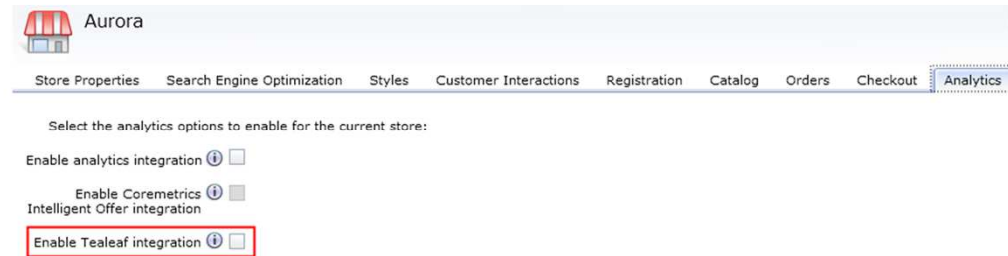 Aurora
Store Properties Search Engine Optimization Styles Customer Interactions Registration Catalog Orders Checkout Analytics
Select the analytics options to enable for the current store:
Enable analytics integration
Enable Coremetrics
Intelligent Offer integration
Enable Tealeaf integration